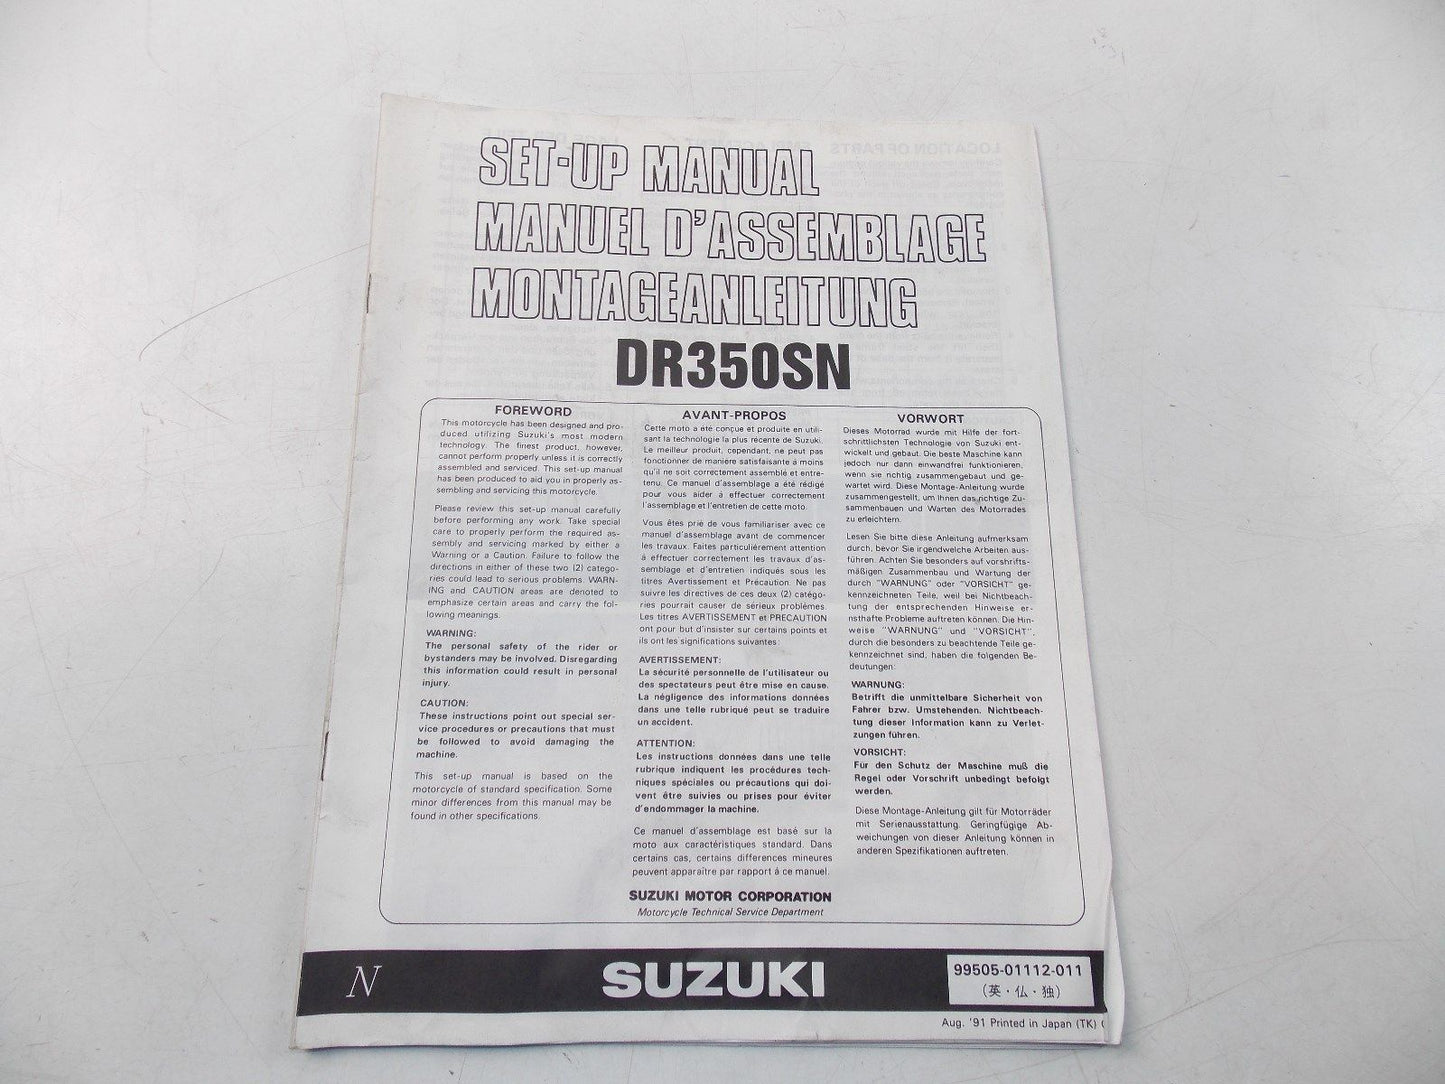 SET-UP MANUAL
MANUEL D'ASSEMBLAGE
MONTAGEANLEITUNG
DR350SN
FOREWORD
This motorcycle has been designed and pro-
duced utilizing Suzuki's most modern
technology. The finest product, however,
cannot perform properly unless it is correctly
assembled and serviced. This set-up manual
has been produced to aid you in properly as-
sembling and servicing this motorcycle.
Please review this set-up manual carefully
before performing any work. Take special
care to properly perform the required as-
sembly and servicing marked by either a
Warning or a Caution. Failure to follow the
directions in either of these two (2) catego-
ries could lead to serious problems. WARN-
ING and CAUTION areas are denoted to
emphasize certain areas and carry the fol-
lowing meanings.
WARNING:
The personal safety of the rider or
bystanders may be involved. Disregarding
this information could result in personal
injury.
CAUTION:
These instructions point out special ser-
vice procedures or precautions that must
be followed to avoid damaging the
machine.
This set-up manual is based on the
motorcycle of standard specification. Some
minor differences from this manual may be
found in other specifications.
AVANT-PROPOS
Cette moto a été conçue et produite en utili-
sant la technologie la plus récente de Suzuki.
Le meilleur produit, cependant, ne peut pas
fonctionner de manière satisfaisante à moins
qu'il ne soit correctement assemblé et entre-
tenu. Ce manuel d'assemblage a été rédigé
pour vous aider à effectuer correctement
l'assemblage et l'entretien de cette moto.
Vous êtes prié de vous familiariser avec ce
manuel d'assemblage avant de commencer
les travaux. Faites particulièrement attention
à effectuer correctement les travaux d'as-
semblage et d'entretien indiqués sous les
titres Avertissement et Précaution. Ne pas
suivre les directives de ces deux (2) catégo-
ries pourrait causer de sérieux problèmes.
Les titres AVERTISSEMENT et PRECAUTION
ont pour but d'insister sur certains points et
ils ont les significations suivantes:
AVERTISSEMENT:
La sécurité personnelle de l'utilisateur ou
des spectateurs peut être mise en cause.
La négligence des informations données
dans une telle rubrique peut se traduire
un accident.
ATTENTION:
Les instructions données dans une telle
rubrique indiquent les procédures tech-
niques spéciales ou précautions qui doi-
vent être suivies ou prises pour éviter
d'endommager la machine.
Ce manuel d'assemblage est basé sur la
moto aux caractéristiques standard. Dans
certains cas, certains differences mineures
peuvent apparaître par rapport à ce manuel.
VORWORT
Dieses Motorrad wurde mit Hilfe der fort-
schrittlichsten Technologie von Suzuki ent-
wickelt und gebaut. Die beste Maschine kann
jedoch nur dann einwandfrei funktionieren,
wenn sie richtig zusammengebaut und ge-
wartet wird. Diese Montage-Anleitung wurde
zusammengestellt, um Ihnen das richtige Zu-
sammenbauen und Warten des Motorrades
zu erleichtern.
Lesen Sie bitte diese Anleitung aufmerksam
durch, bevor Sie irgendwelche Arbeiten aus-
führen. Achten Sie besonders auf vorschrifts-
mäßigen Zusammenbau und Wartung der
durch "WARNUNG" oder "VORSICHT" ge-
kennzeichneten Teile, weil bei Nichtbeach-
tung der entsprechenden Hinweise er-
nsthafte Probleme auftreten können. Die Hin-
weise "WARNUNG" und "VORSICHT",
durch die besonders zu beachtende Teile ge-
kennzeichnet sind, haben die folgenden Be-
deutungen:
WARNUNG:
Betrifft die unmittelbare Sicherheit von
Fahrer bzw. Umstehenden. Nichtbeach-
tung dieser Information kann zu Verlet-
zungen führen.
VORSICHT:
Für den Schutz der Maschine muß die
Regel oder Vorschrift unbedingt befolgt
werden.
Diese Montage-Anleitung gilt für Motorräder
mit Serienausstattung. Geringfügige Ab-
weichungen von dieser Anleitung können in
anderen Spezifikationen auftreten.
SUZUKI MOTOR CORPORATION
Motorcycle Technical Service Department
N
SUZUKI
99505-01112-011
(英・仏・独)
Aug. '91 Printed in Japan (TK)